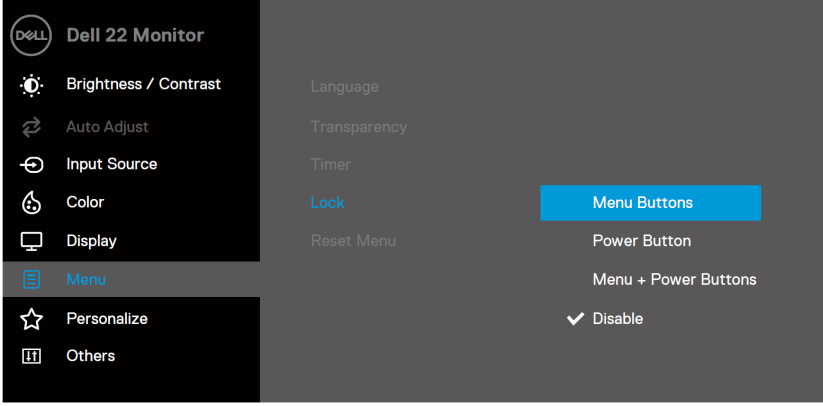 DELL
Dell 22 Monitor
Brightness / Contrast
Auto Adjust
Input Source
Color
Display
Menu
Personalize
Others
Language
Transparency
Timer
Lock
Reset Menu
Menu Buttons
Power Button
Menu + Power Buttons
Disable